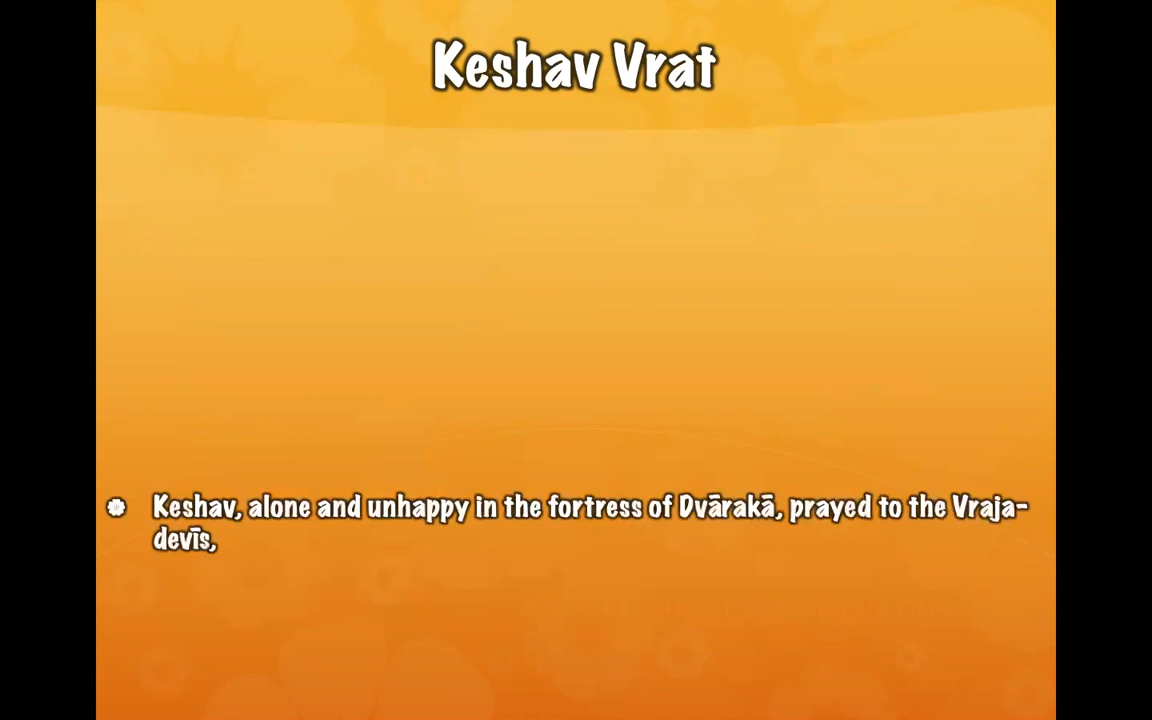 Keshav Vrat
Keshav, alone and unhappy in the fortress of Dvārakā, prayed to the Vraja-
devīs,